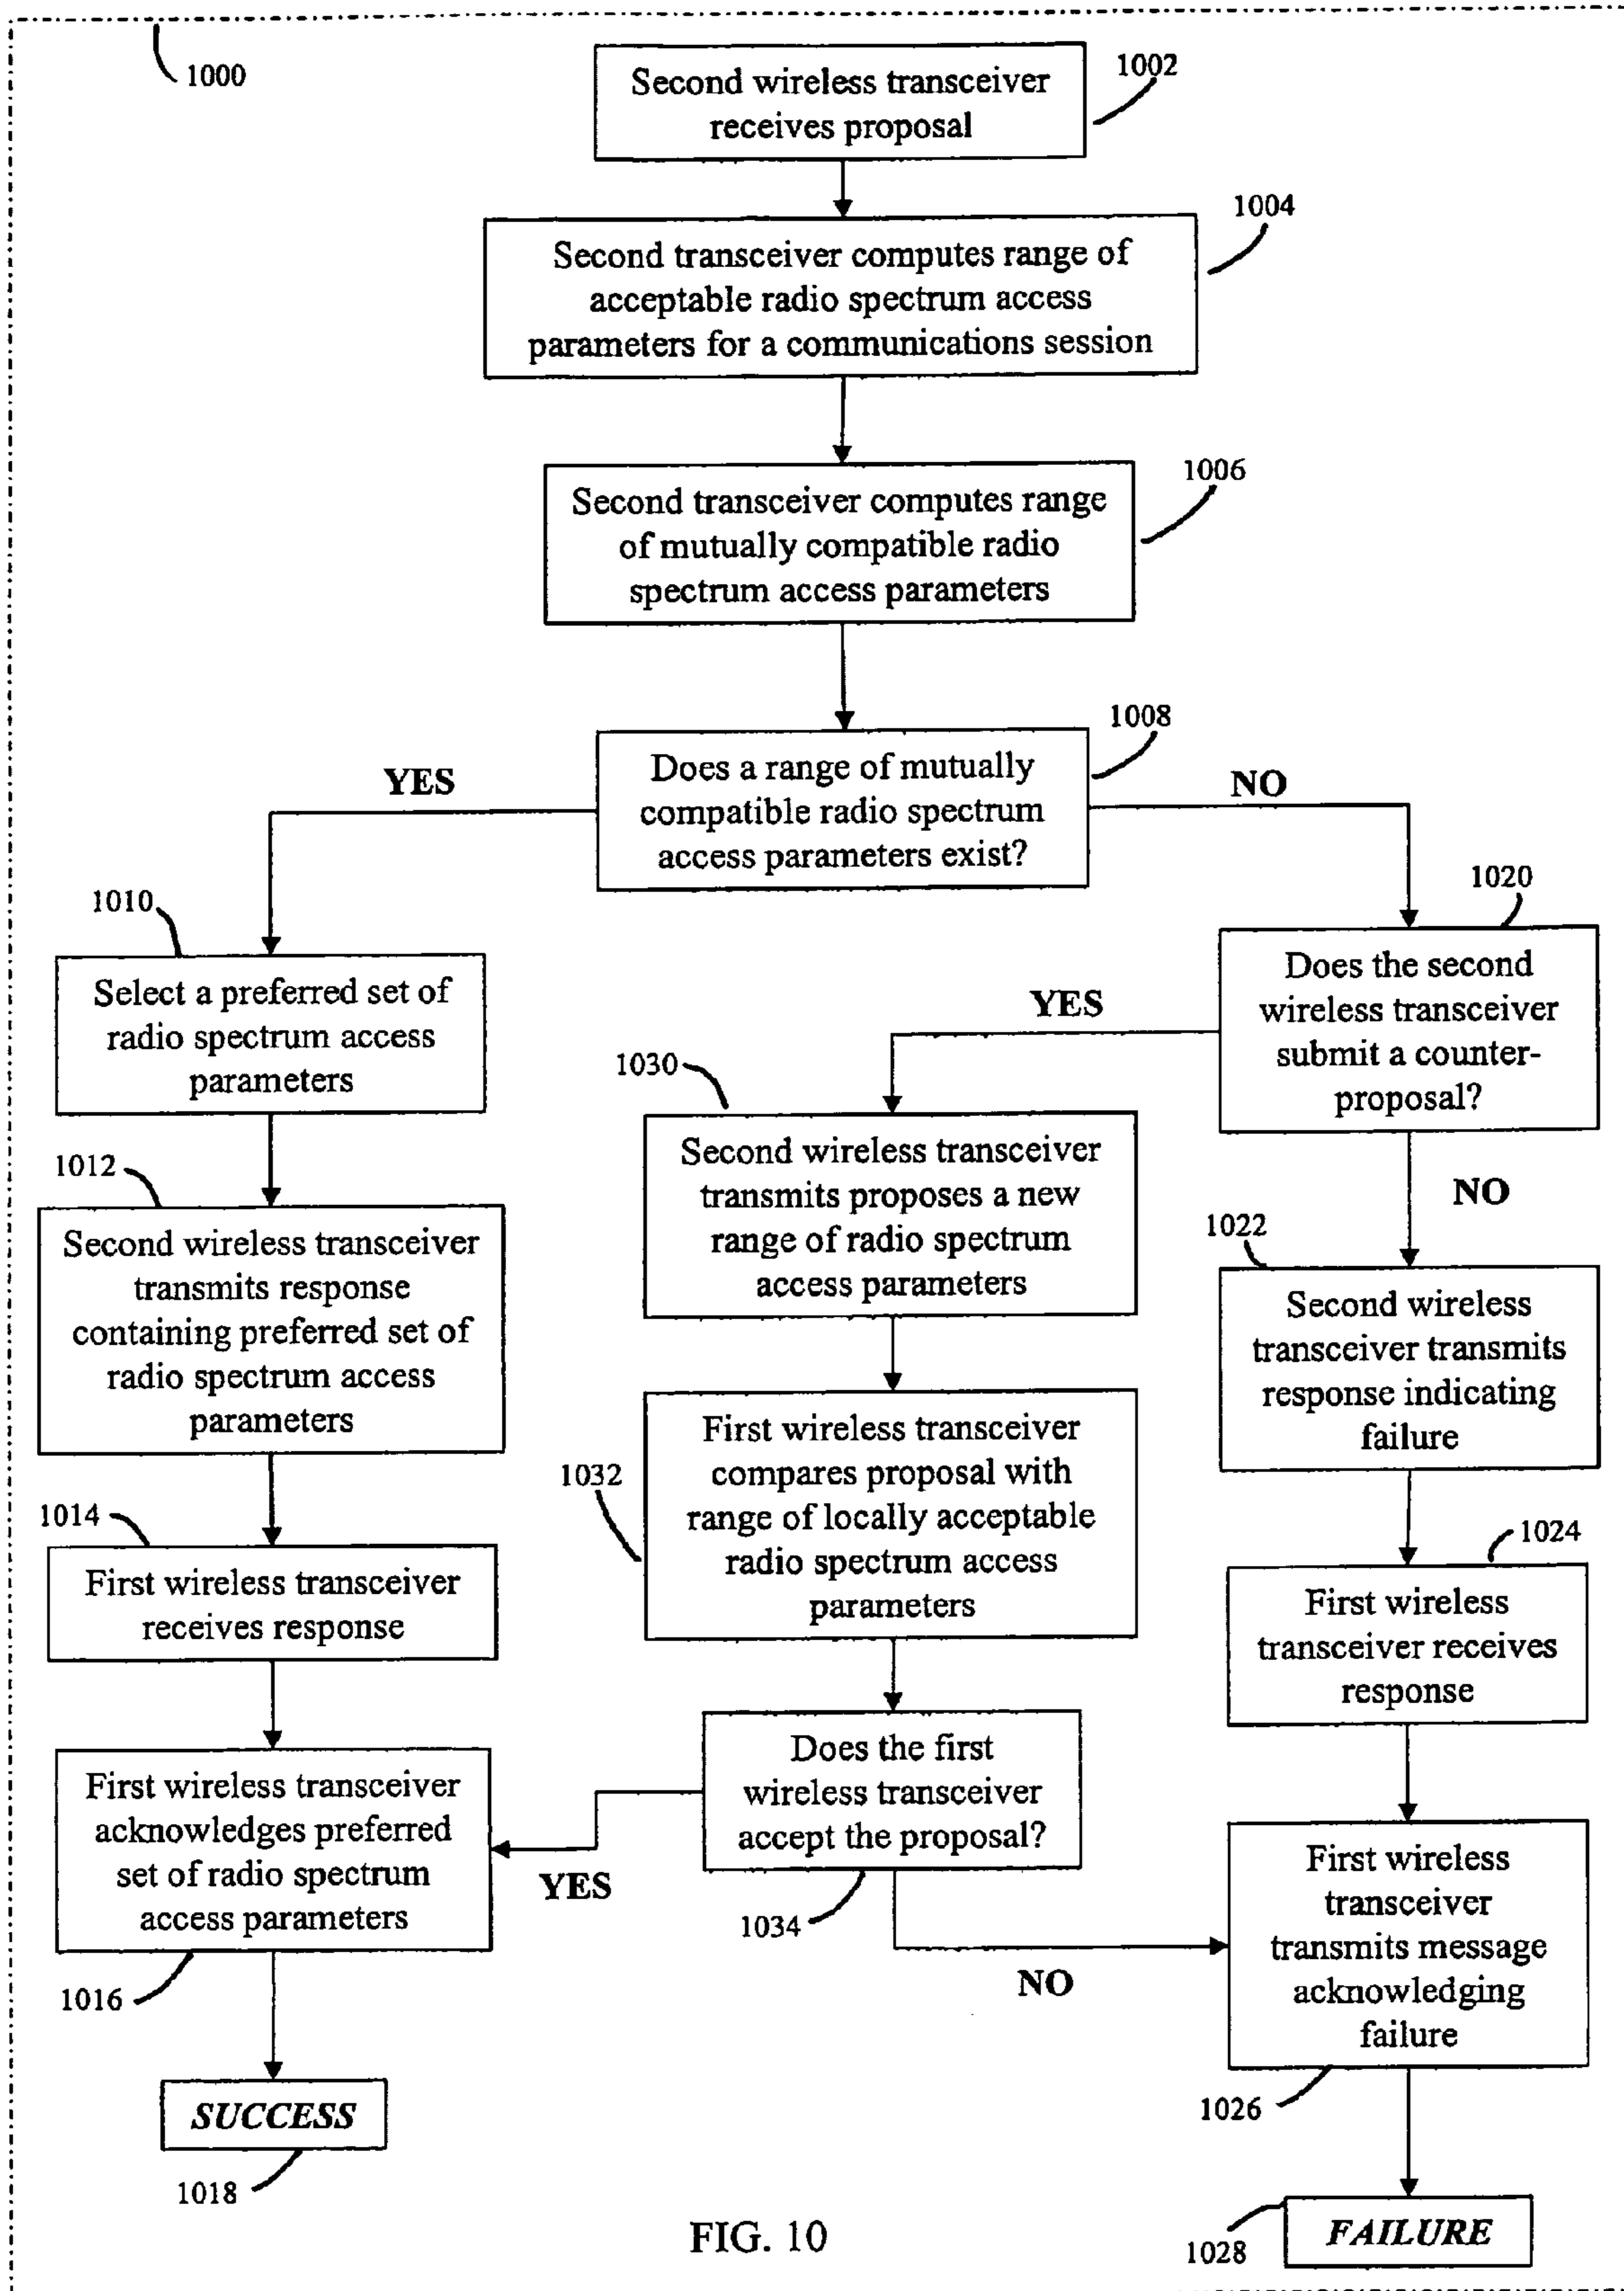 1000
Second wireless transceiver
receives proposal
1002
Second transceiver computes range of
acceptable radio spectrum access
parameters for a communications session
1004
Second transceiver computes range
of mutually compatible radio
spectrum access parameters
1006
Does a range of mutually
compatible radio spectrum
access parameters exist?
1008
YES
NO
1010
Select a preferred set of
radio spectrum access
parameters
1012
Second wireless transceiver
transmits response
containing preferred set of
radio spectrum access
parameters
1014
First wireless transceiver
receives response
First wireless transceiver
acknowledges preferred
set of radio spectrum
access parameters
1016
SUCCESS
1018
1020
Does the second
wireless transceiver
submit a counter-
proposal?
YES
NO
1030
Second wireless transceiver
transmits proposes a new
range of radio spectrum
access parameters
1032
First wireless transceiver
compares proposal with
range of locally acceptable
radio spectrum access
parameters
Does the first
wireless transceiver
accept the proposal?
1034
YES
NO
1022
Second wireless
transceiver transmits
response indicating
failure
1024
First wireless
transceiver receives
response
First wireless
transceiver
transmits message
acknowledging
failure
1026
FAILURE
1028
FIG. 10